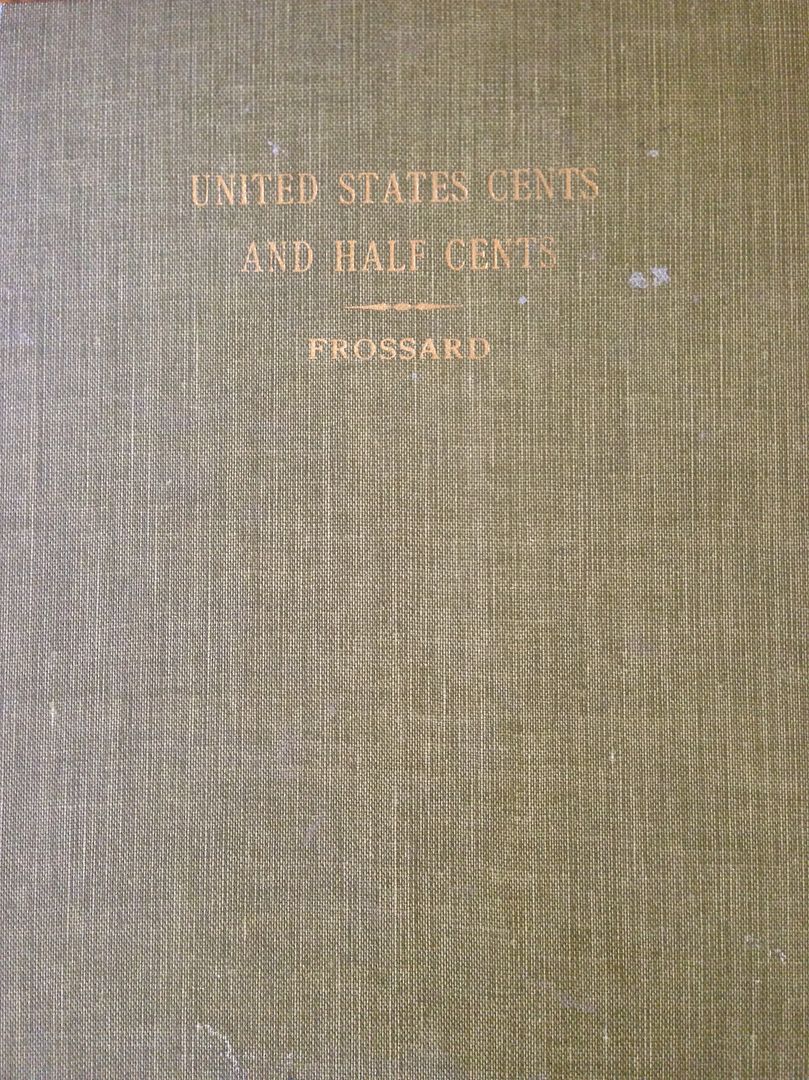 UNITED STATES CENTS
AND HALF CENTS
FROSSARD